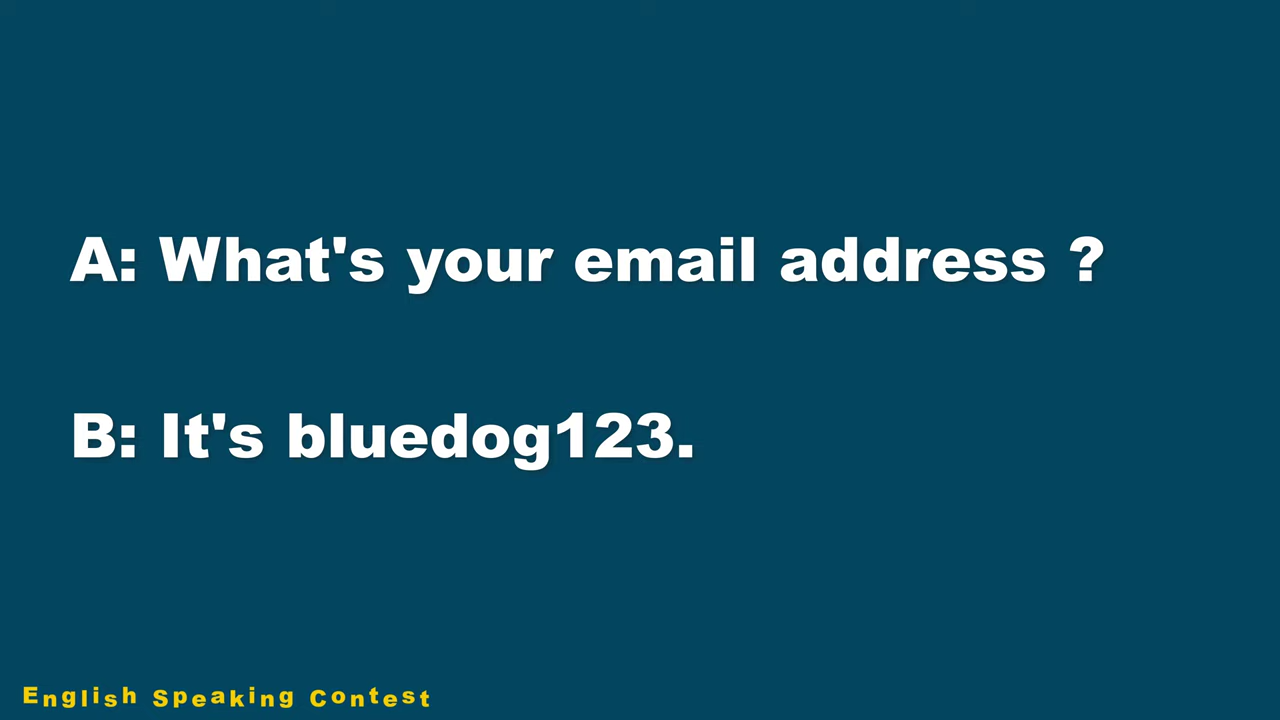 A: What's your email address ?
B: It's bluedog123.
English Speaking Contest